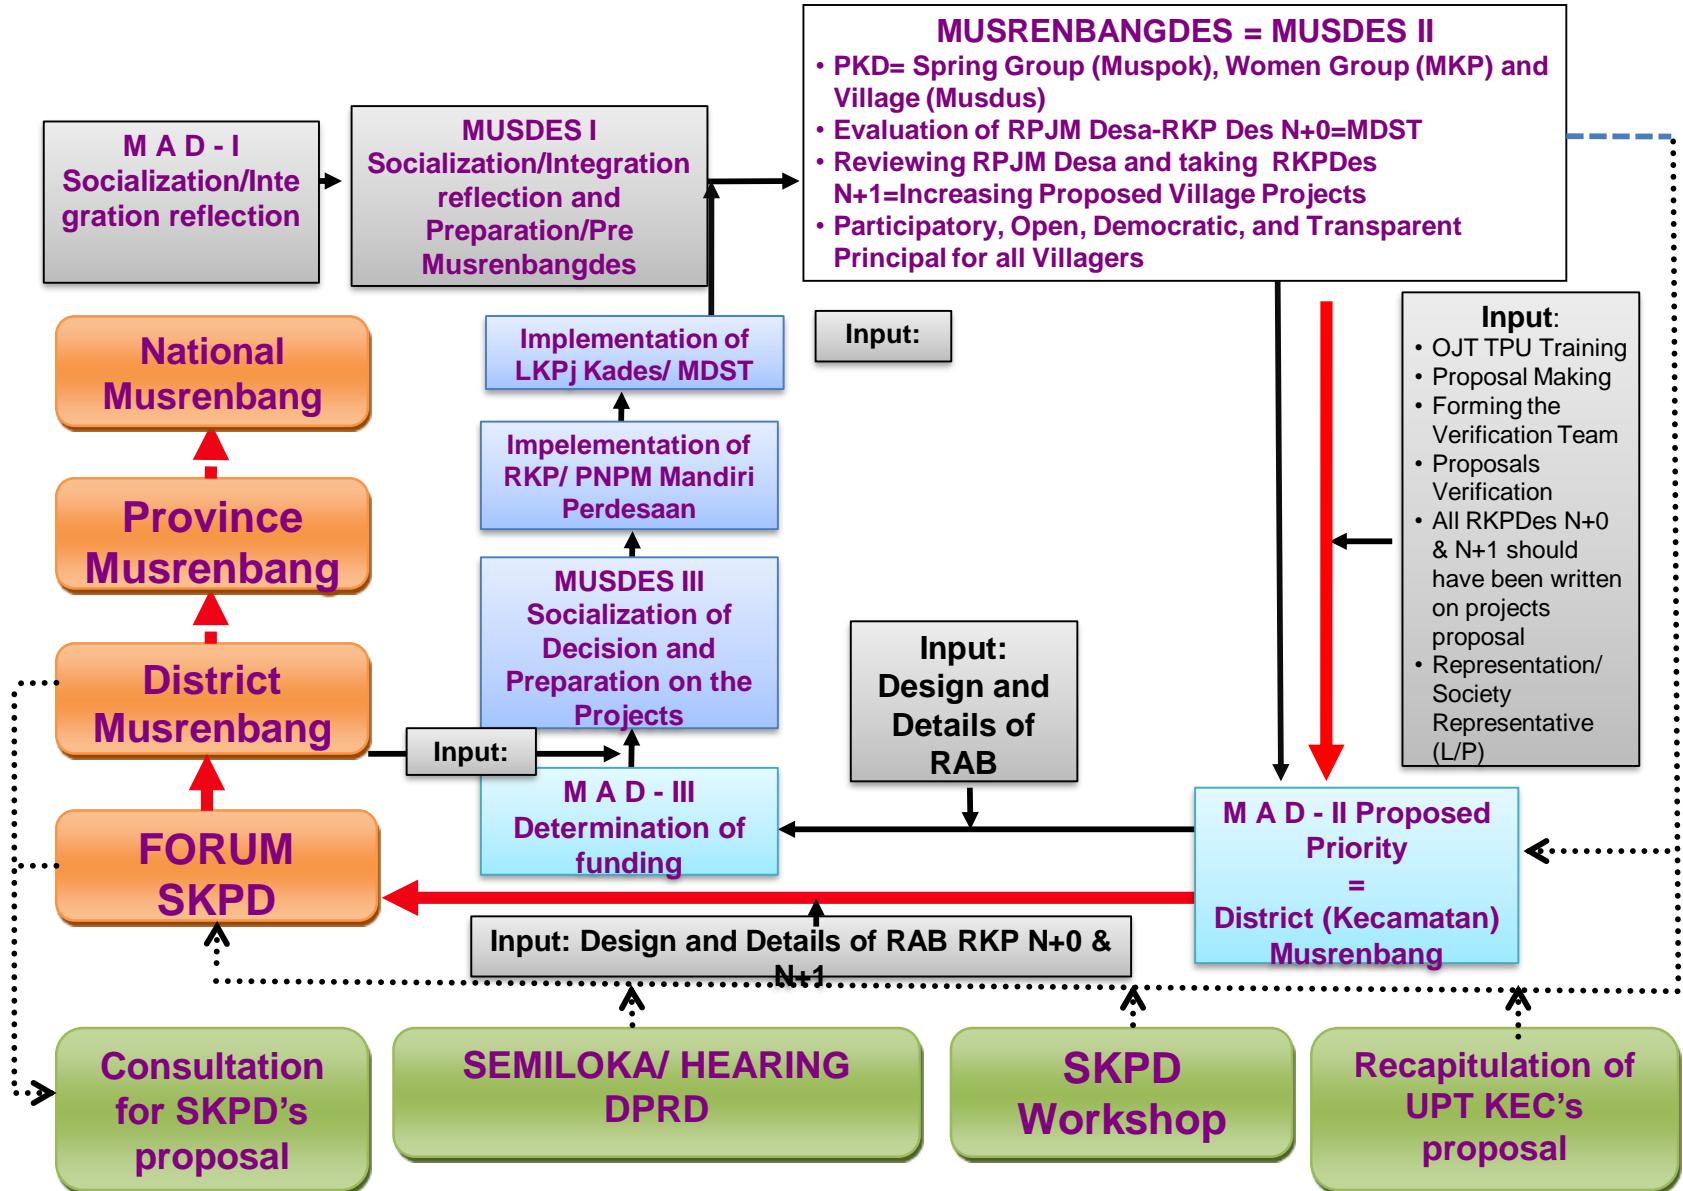 MUSRENBANGDES = MUSDES II
• PKD= Spring Group (Muspok), Women Group (MKP) and
Village (Musdus)
• Evaluation of RPJM Desa-RKP Des N+0=MDST
• Reviewing RPJM Desa and taking RKPDes
N+1=Increasing Proposed Village Projects
• Participatory, Open, Democratic, and Transparent
Principal for all Villagers
M A D - I
Socialization/Inte
gration reflection
MUSDES I
Socialization/Integration
reflection and
Preparation/Pre
Musrenbangdes
National
Musrenbang
Province
Musrenbang
District
Musrenbang
FORUM
SKPD
Implementation of
LKPj Kades/ MDST
Impelementation of
RKP/ PNPM Mandiri
Perdesaan
MUSDES III
Socialization of
Decision and
Preparation on the
Projects
Input:
M A D - III
Determination of
funding
Input:
Input:
Design and
Details of
RAB
Input:
• OJT TPU Training
• Proposal Making
• Forming the
Verification Team
• Proposals
Verification
• All RKPDes N+0
& N+1 should
have been written
on projects
proposal
• Representation/
Society
Representative
(L/P)
M A D - II Proposed
Priority
=
District (Kecamatan)
Musrenbang
Input: Design and Details of RAB RKP N+0 &
N+1
Consultation
for SKPD's
proposal
SEMILOKA/ HEARING
DPRD
SKPD
Workshop
Recapitulation of
UPT KEC's
proposal